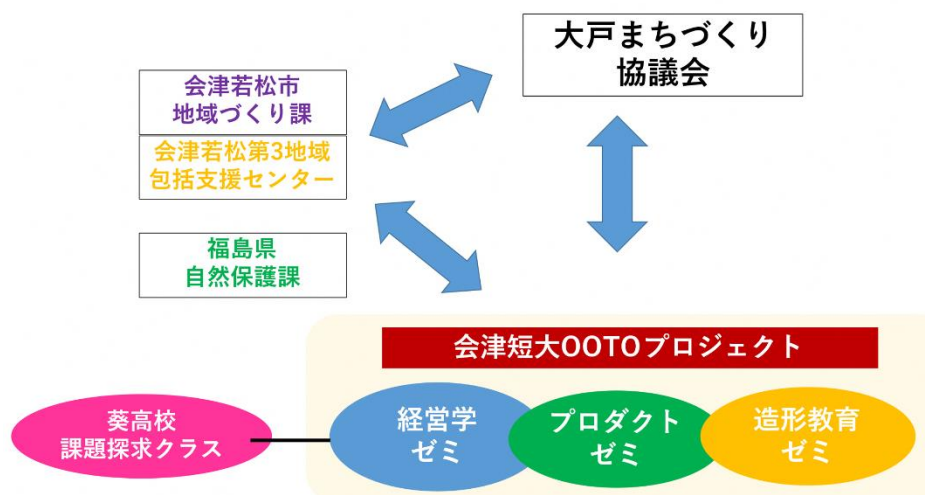 大戸まちづくり
協議会
会津若松市
地域づくり課
会津若松第3地域
包括支援センター
福島県
自然保護課
会津短大OOTOプロジェクト
葵高校
課題探求クラス
経営学
ゼミ
プロダクト
ゼミ
造形教育
ゼミ